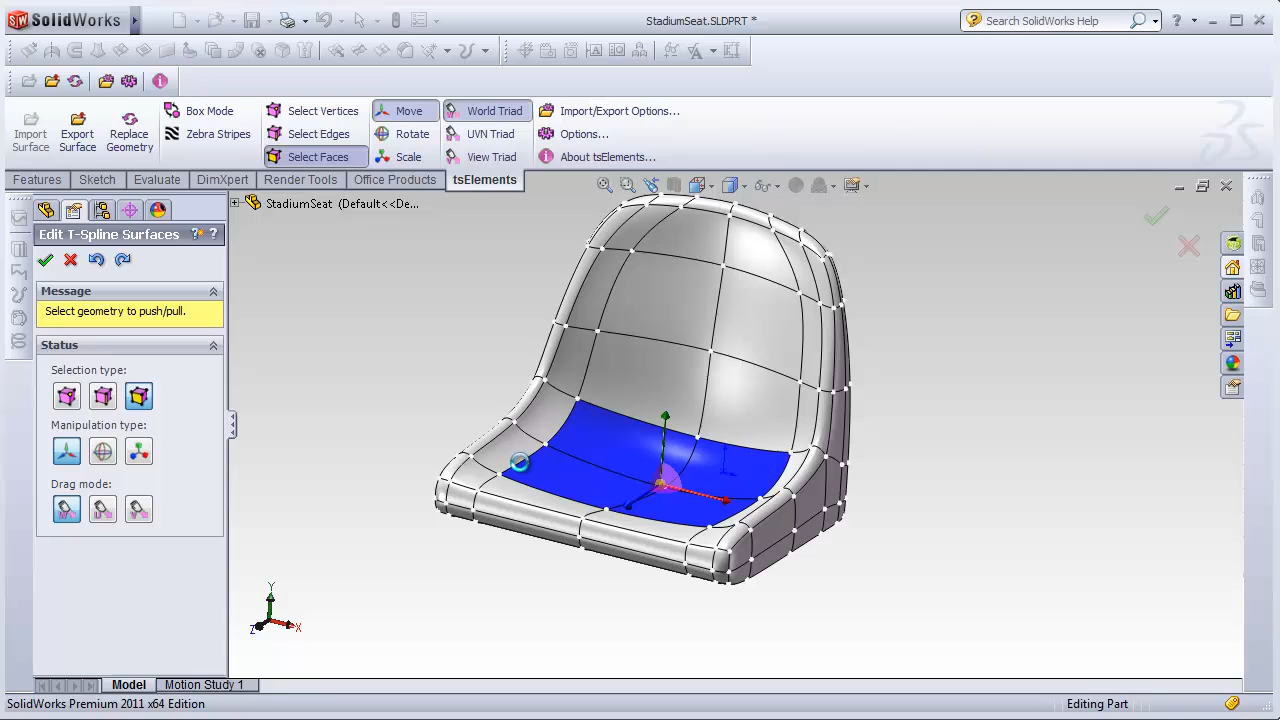 SolidWorks
StadiumSeat.SLDPRT *
Search SolidWorks Help
Import Surface
Export Surface
Replace Geometry
Box Mode
Zebra Stripes
Select Vertices
Select Edges
Select Faces
Move
Rotate
Scale
World Triad
UVN Triad
View Triad
Import/Export Options...
Options...
About tsElements...
Features Sketch Evaluate DimXpert Render Tools Office Products tsElements
StadiumSeat (Default<<De...
Edit T-Spline Surfaces
Message
Select geometry to push/pull.
Status
Selection type:
Manipulation type:
Drag mode:
Y
Z
X
Model Motion Study 1
SolidWorks Premium 2011 x64 Edition
Editing Part